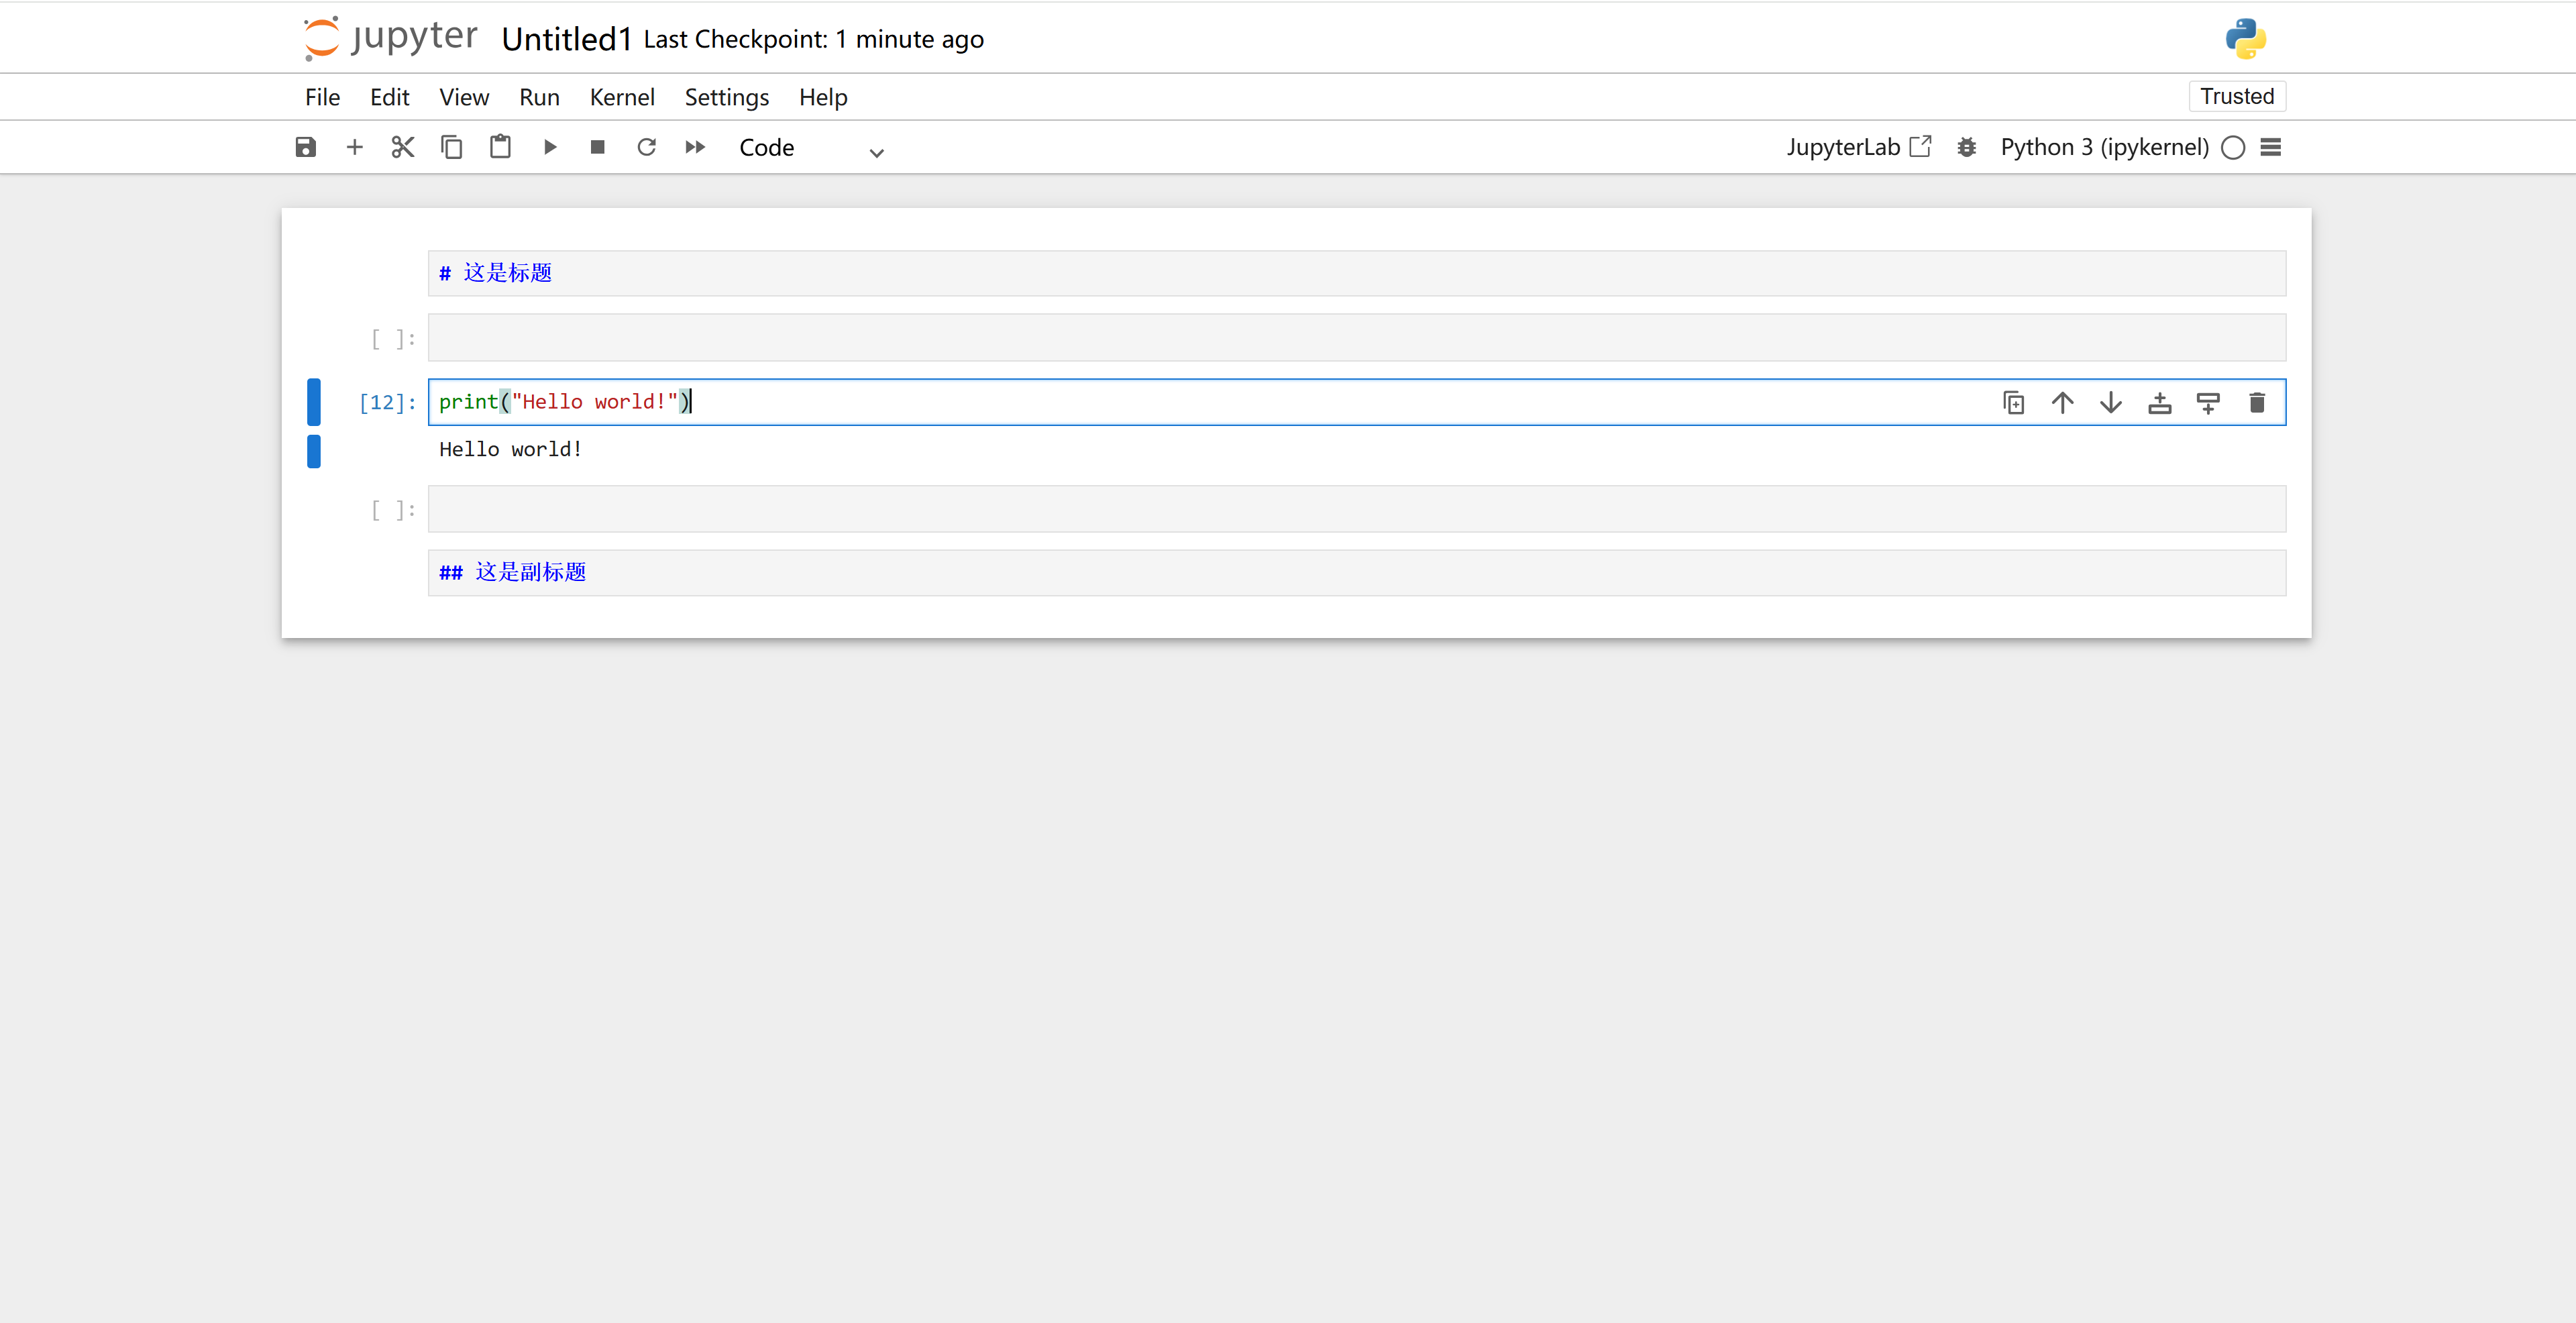 jupyter Untitled1 Last Checkpoint: 1 minute ago
File Edit View Run Kernel Settings Help
Trusted
Code
JupyterLab
Python 3 (ipykernel)
# 这是标题
[ ]:
[12]: print("Hello world!")
Hello world!
[ ]:
## 这是副标题